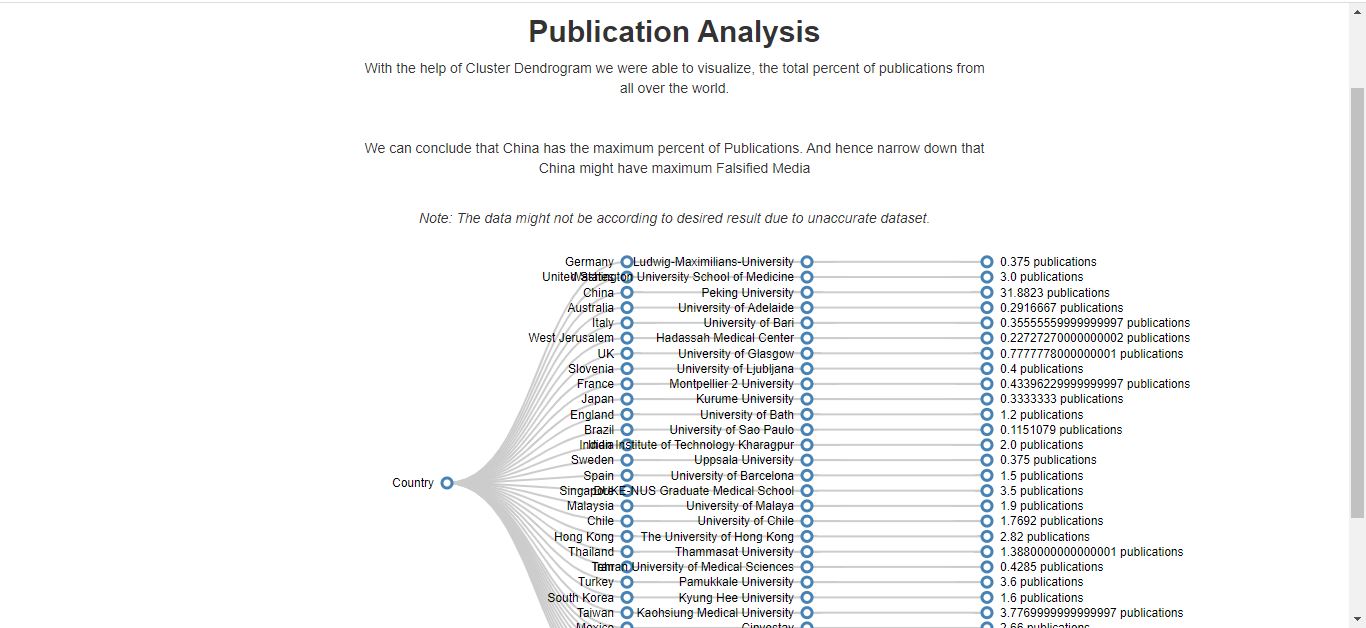 Publication Analysis
With the help of Cluster Dendrogram we were able to visualize, the total percent of publications from
all over the world.
We can conclude that China has the maximum percent of Publications. And hence narrow down that
China might have maximum Falsified Media
Note: The data might not be according to desired result due to unaccurate dataset.
Germany Ludwig-Maximilians-University 0.375 publications
United States Washington University School of Medicine 3.0 publications
China Peking University 31.8823 publications
Australia University of Adelaide 0.2916667 publications
Italy University of Bari 0.35555559999999997 publications
West Jerusalem Hadassah Medical Center 0.22727270000000002 publications
UK University of Glasgow 0.7777778000000001 publications
Slovenia University of Ljubljana 0.4 publications
France Montpellier 2 University 0.43396229999999997 publications
Japan Kurume University 0.3333333 publications
England University of Bath 1.2 publications
Brazil University of Sao Paulo 0.1151079 publications
India Indian Institute of Technology Kharagpur 2.0 publications
Sweden Uppsala University 0.375 publications
Spain University of Barcelona 1.5 publications
Country
Singapore DUKE-NUS Graduate Medical School 3.5 publications
Malaysia University of Malaya 1.9 publications
Chile University of Chile 1.7692 publications
Hong Kong The University of Hong Kong 2.82 publications
Thailand Thammasat University 1.3880000000000001 publications
Iran Tehran University of Medical Sciences 0.4285 publications
Turkey Pamukkale University 3.6 publications
South Korea Kyung Hee University 1.6 publications
Taiwan Kaohsiung Medical University 3.7769999999999997 publications
Mexico Cinvestav 2.66 publications